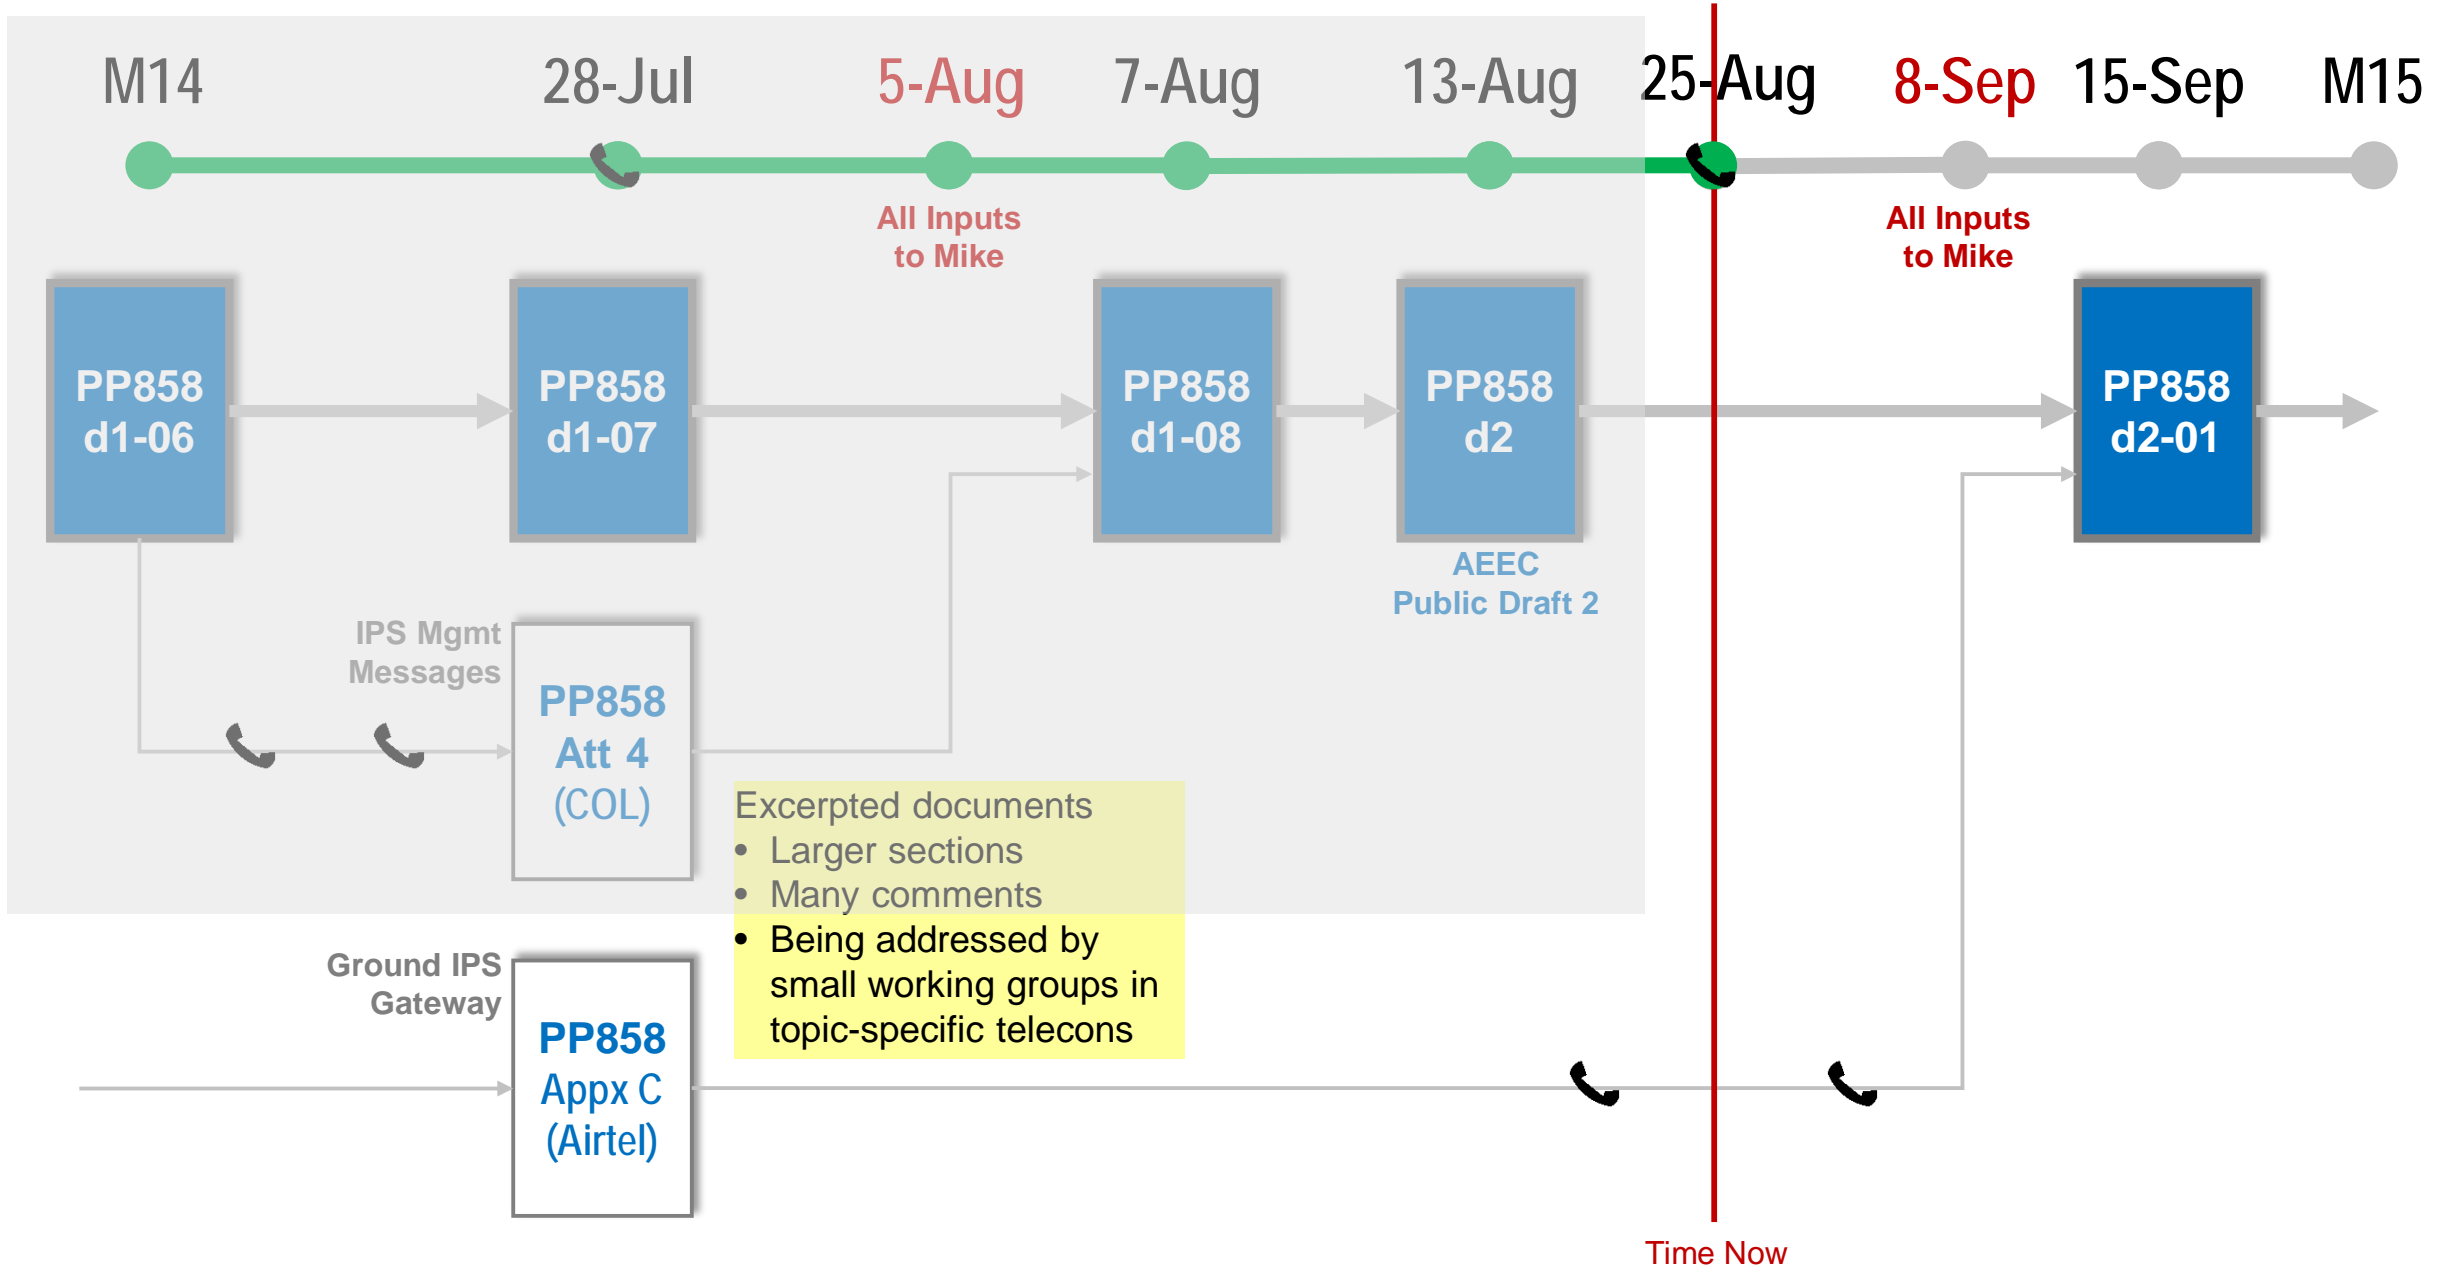 M14
28-Jul
5-Aug
7-Aug
13-Aug
25-Aug
8-Sep
15-Sep
M15
All Inputs
to Mike
All Inputs
to Mike
PP858
d1-06
PP858
d1-07
PP858
d1-08
PP858
d2
PP858
d2-01
AEEC
Public Draft 2
IPS Mgmt
Messages
PP858
Att 4
(COL)
Excerpted documents
• Larger sections
• Many comments
• Being addressed by
small working groups in
topic-specific telecons
Ground IPS
Gateway
PP858
Appx C
(Airtel)
Time Now